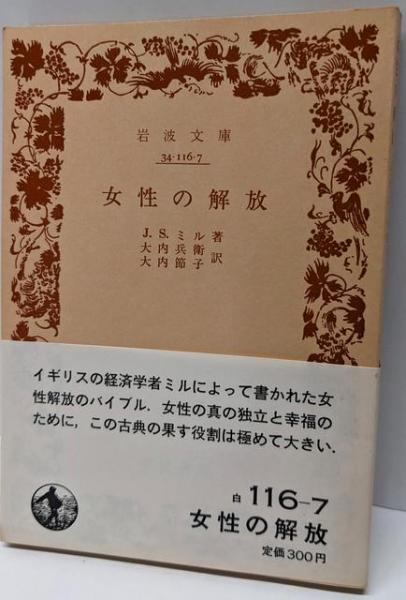 岩波文庫
34-116-7
女性の解放
J. S. ミル 著
大内兵衛
大内節子 訳
イギリスの経済学者ミルによって書かれた女
性解放のバイブル．女性の真の独立と幸福の
ために，この古典の果す役割は極めて大きい．
白 116-7
女性の解放
定価300円